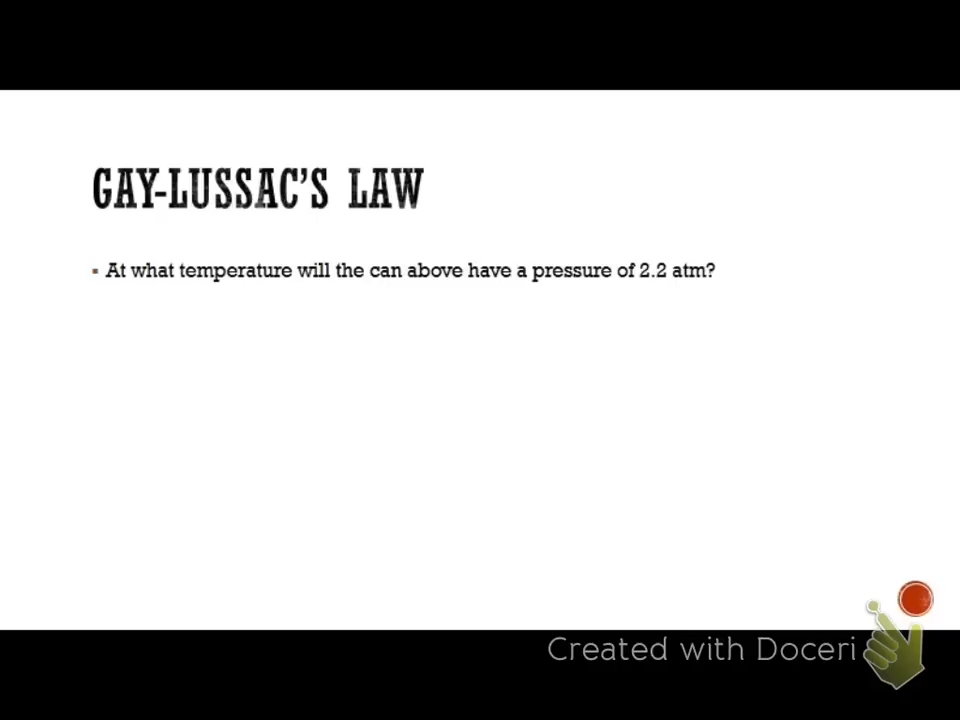 GAY-LUSSAC'S LAW
▪ At what temperature will the can above have a pressure of 2.2 atm?
Created with Doceri